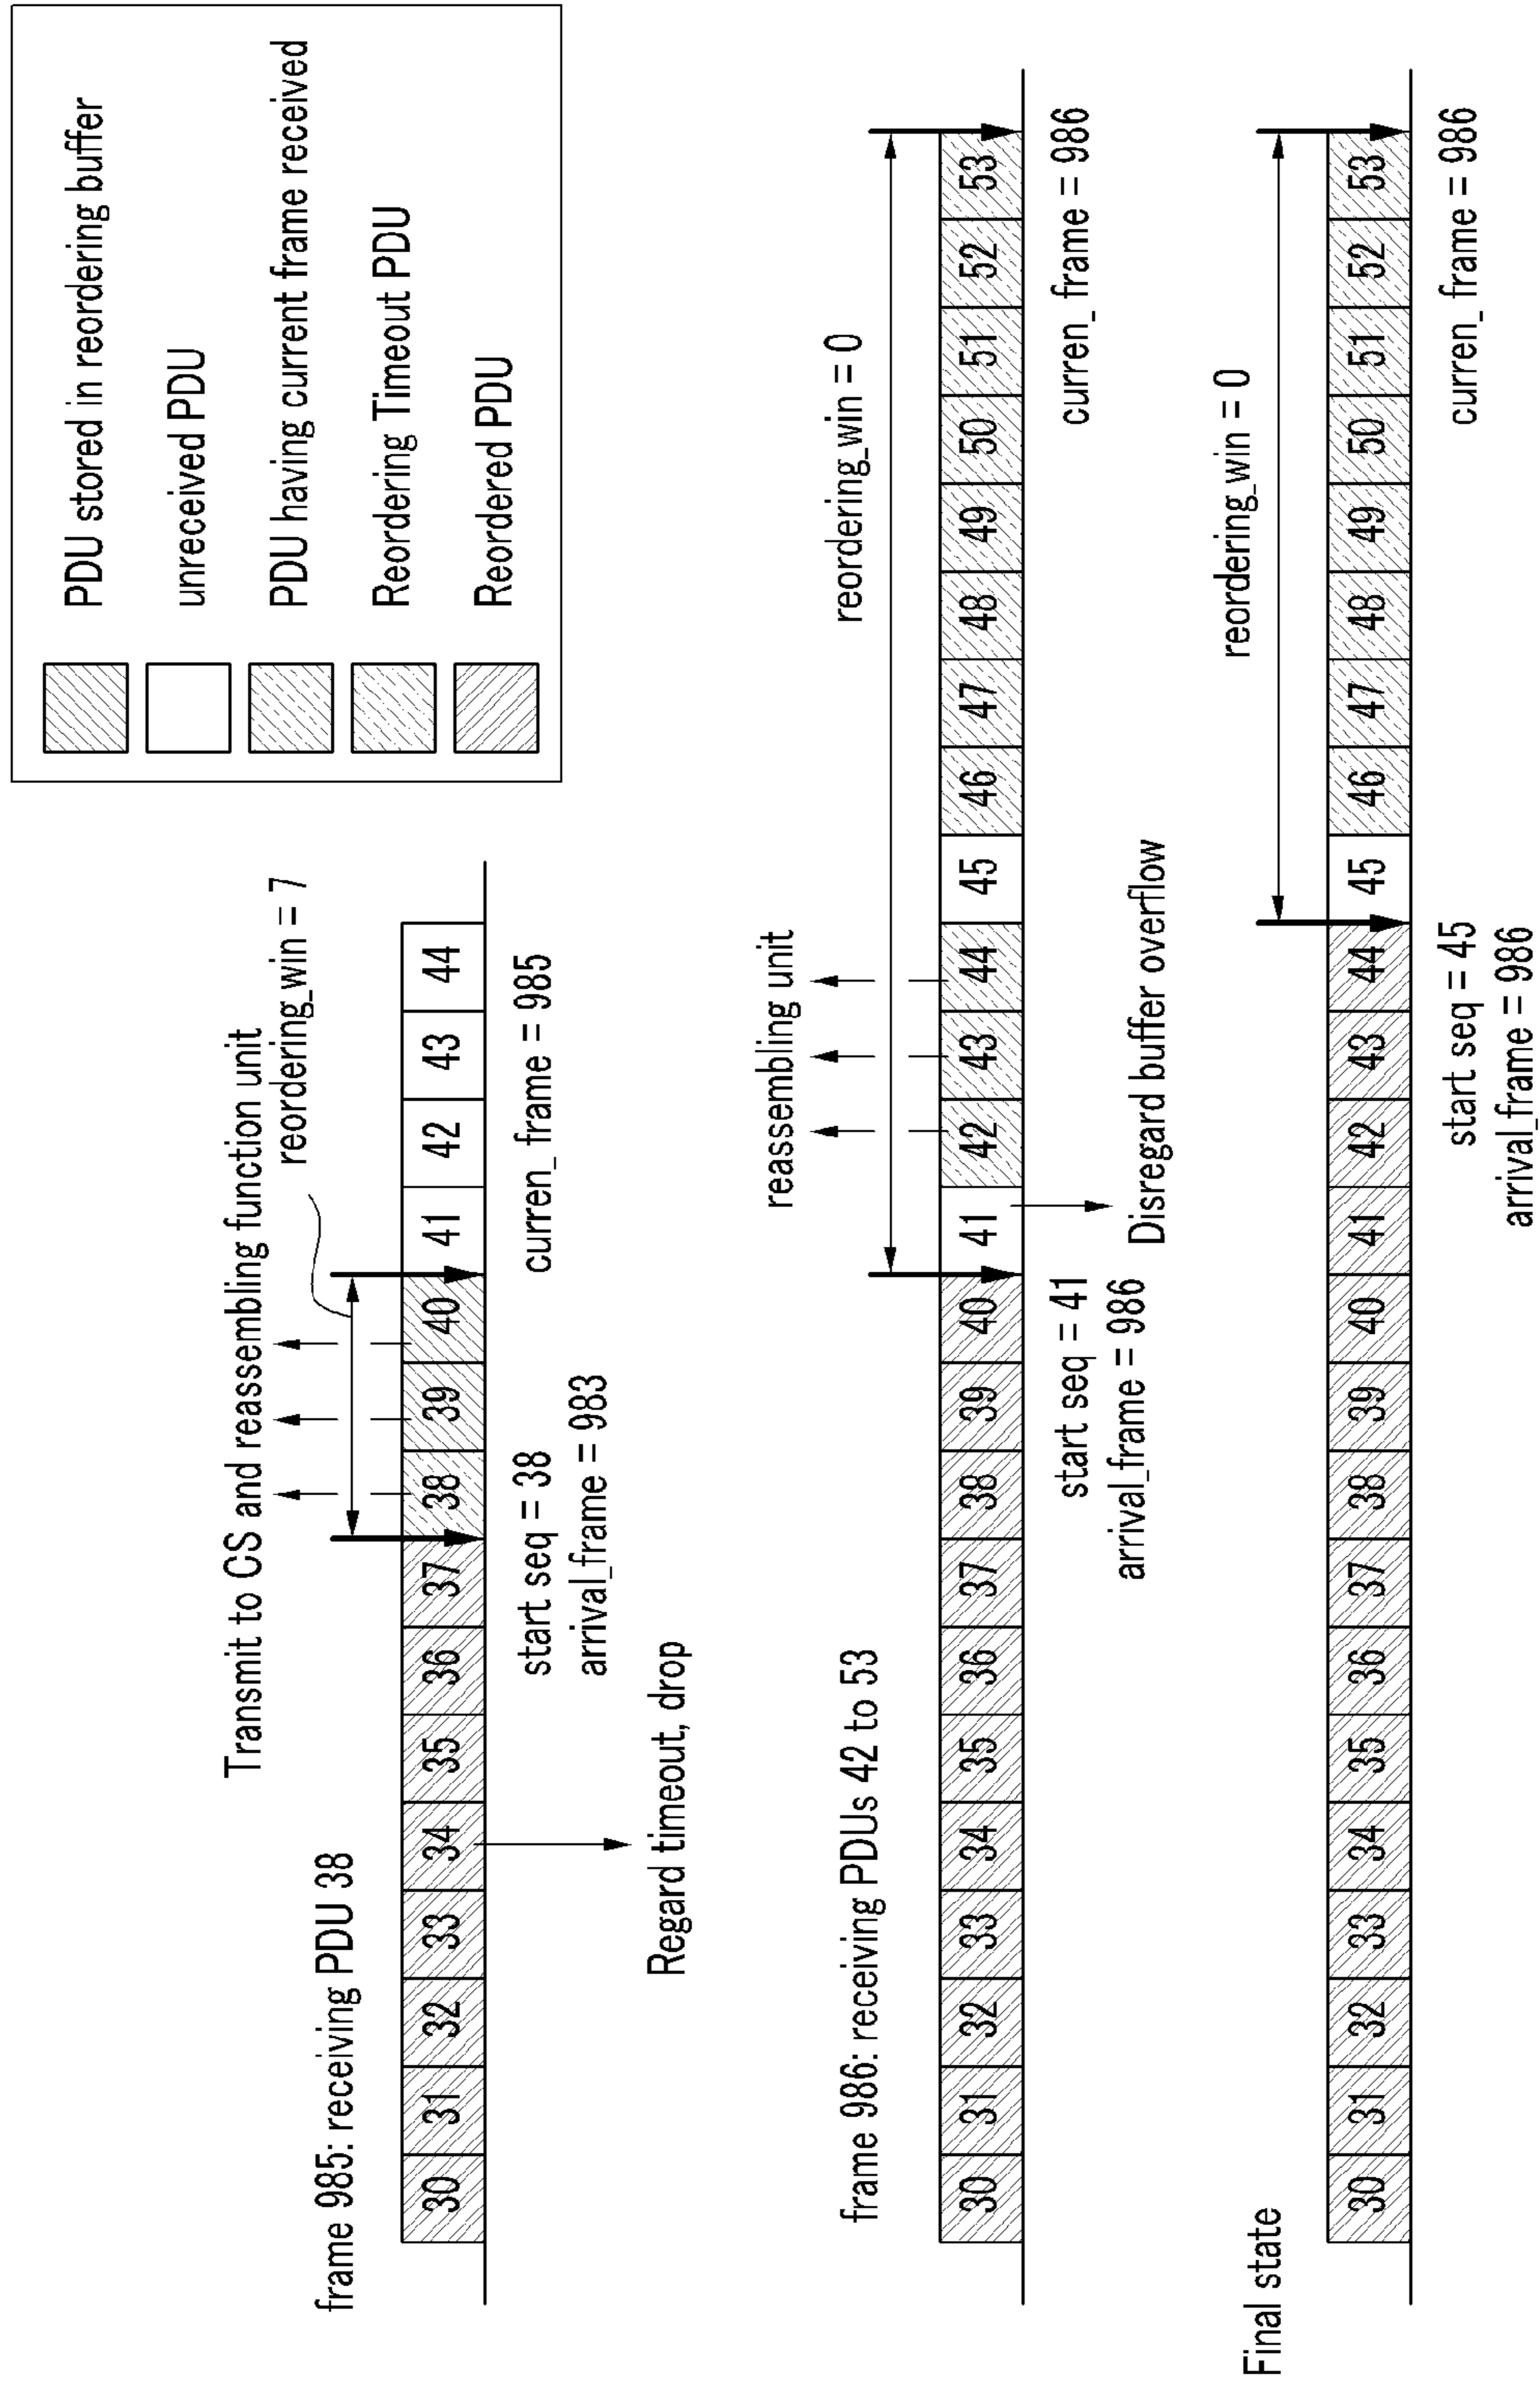 PDU stored in reordering buffer
unreceived PDU
PDU having current frame received
Reordering Timeout PDU
Reordered PDU
frame 985: receiving PDU 38
Transmit to CS and reassembling function unit
reordering_win = 7
30 31 32 33 34 35 36 37 38 39 40 41 42 43 44
start seq = 38
arrival_frame = 983
curren_ frame = 985
Regard timeout, drop
frame 986: receiving PDUs 42 to 53
reassembling unit
reordering_win = 0
30 31 32 33 34 35 36 37 38 39 40 41 42 43 44 45 46 47 48 49 50 51 52 53
start seq = 41
arrival_frame = 986
Disregard buffer overflow
curren_ frame = 986
Final state
reordering_win = 0
30 31 32 33 34 35 36 37 38 39 40 41 42 43 44 45 46 47 48 49 50 51 52 53
start seq = 45
arrival_frame = 986
curren_ frame = 986